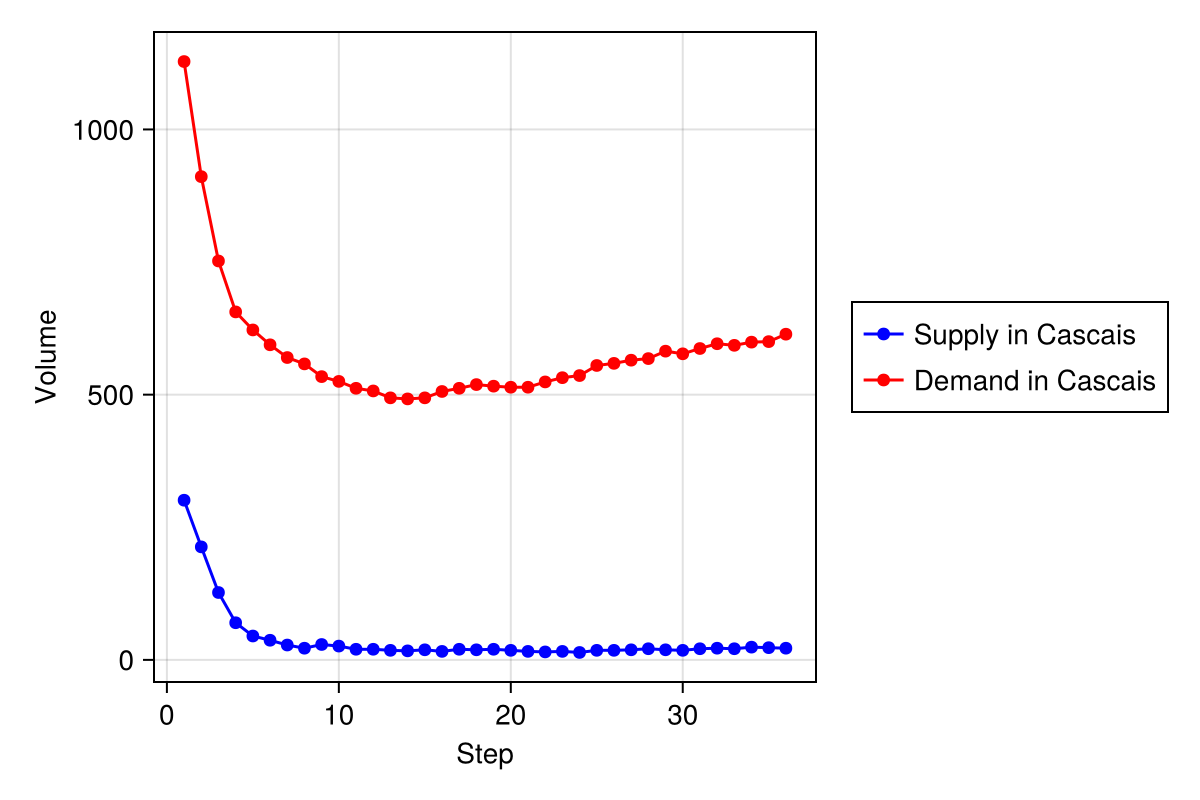 1000
500
0
Volume
0 10 20 30
Step
Supply in Cascais
Demand in Cascais